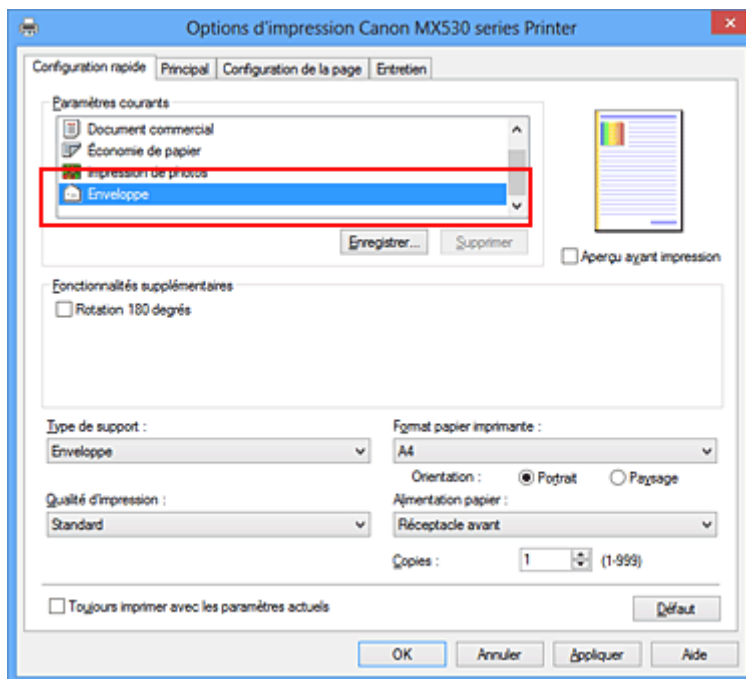 Options d'impression Canon MX530 series Printer
Configuration rapide Principal Configuration de la page Entretien
Paramètres courants
Document commercial
Économie de papier
Impression de photos
Enveloppe
Enregistrer... Supprimer
Aperçu avant impression
Fonctionnalités supplémentaires
Rotation 180 degrés
Type de support :
Enveloppe
Format papier imprimante :
A4
Orientation : Portrait Paysage
Qualité d'impression :
Standard
Alimentation papier :
Réceptacle avant
Copies : 1 (1-999)
Toujours imprimer avec les paramètres actuels
Défaut
OK Annuler Appliquer Aide